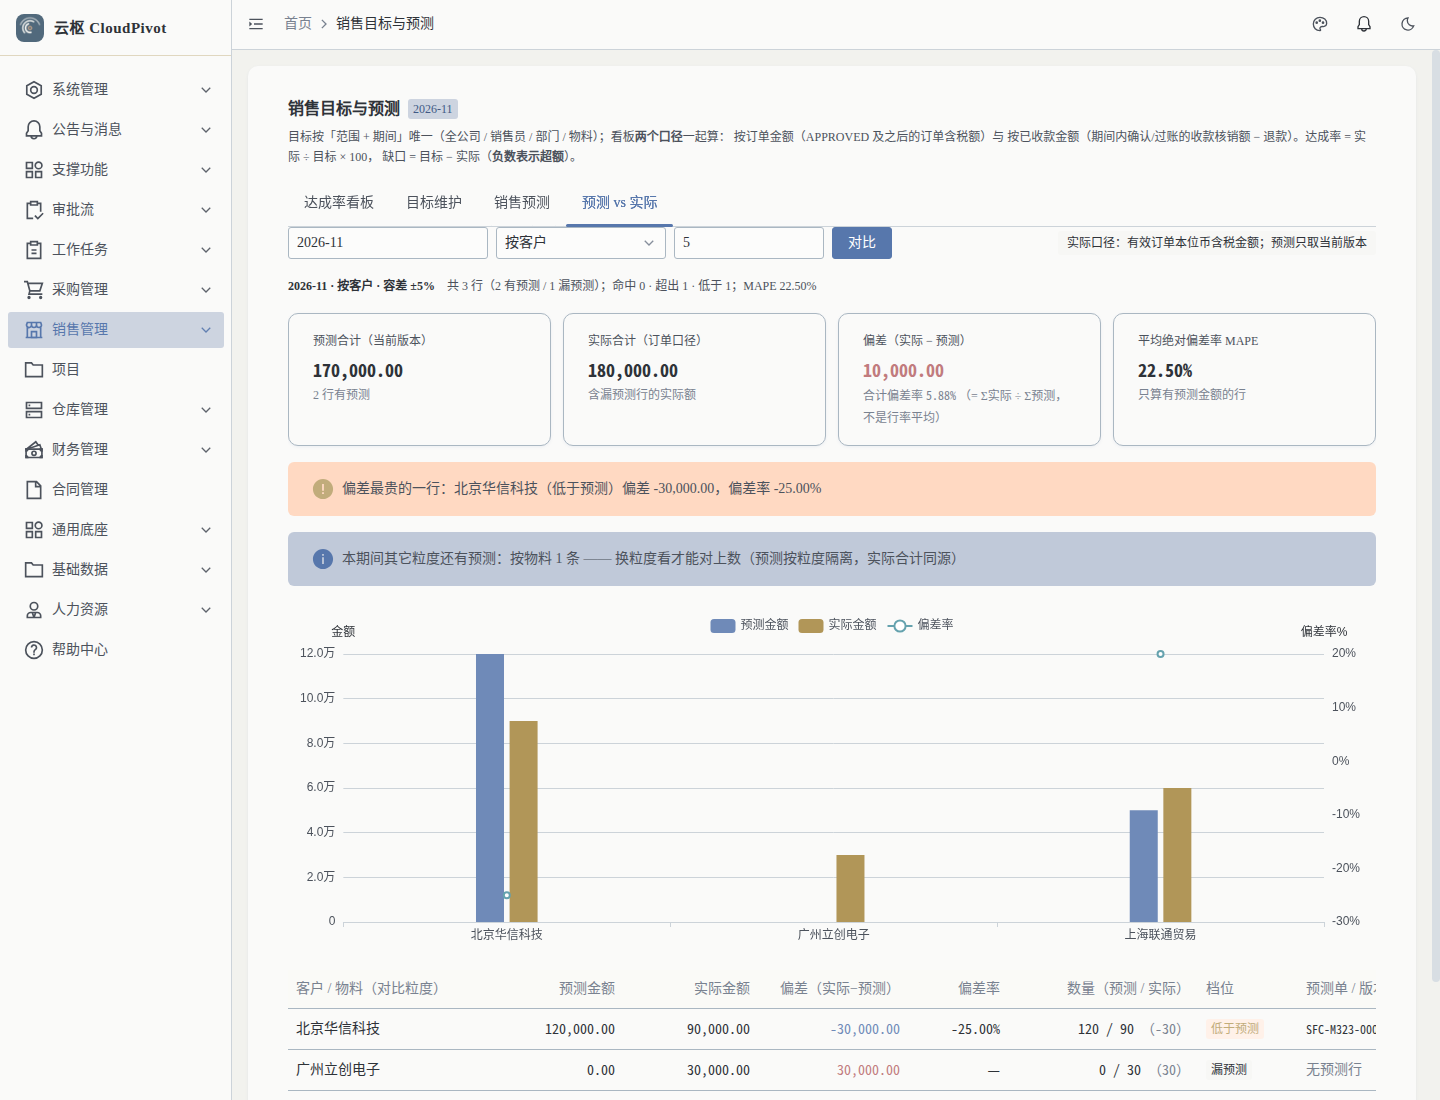 云枢 CloudPivot
首页 > 销售目标与预测
系统管理
公告与消息
支撑功能
审批流
工作任务
采购管理
销售管理
项目
仓库管理
财务管理
合同管理
通用底座
基础数据
人力资源
帮助中心
销售目标与预测 2026-11
目标按「范围 + 期间」唯一（全公司 / 销售员 / 部门 / 物料）；看板两个口径一起算： 按订单金额（APPROVED 及之后的订单含税额）与 按已收款金额（期间内确认/过账的收款核销额 − 退款）。达成率 = 实
际 ÷ 目标 × 100， 缺口 = 目标 − 实际（负数表示超额）。
达成率看板 目标维护 销售预测 预测 vs 实际
2026-11 按客户 5 对比 实际口径：有效订单本位币含税金额；预测只取当前版本
2026-11 · 按客户 · 容差 ±5% 共 3 行（2 有预测 / 1 漏预测）；命中 0 · 超出 1 · 低于 1；MAPE 22.50%
预测合计（当前版本）
170,000.00
2 行有预测
实际合计（订单口径）
180,000.00
含漏预测行的实际额
偏差（实际 − 预测）
10,000.00
合计偏差率 5.88% （= Σ实际 ÷ Σ预测，
不是行率平均）
平均绝对偏差率 MAPE
22.50%
只算有预测金额的行
偏差最贵的一行：北京华信科技（低于预测）偏差 -30,000.00，偏差率 -25.00%
本期间其它粒度还有预测：按物料 1 条 —— 换粒度看才能对上数（预测按粒度隔离，实际合计同源）
预测金额 实际金额 偏差率
金额 偏差率%
12.0万 20%
10.0万
8.0万
6.0万
4.0万
2.0万
0
10%
0%
-10%
-20%
-30%
北京华信科技 广州立创电子 上海联通贸易
客户 / 物料（对比粒度） 预测金额 实际金额 偏差（实际−预测） 偏差率 数量（预测 / 实际） 档位 预测单 / 版
北京华信科技 120,000.00 90,000.00 -30,000.00 -25.00% 120 / 90 （-30） 低于预测 SFC-M323-000
广州立创电子 0.00 30,000.00 30,000.00 — 0 / 30 （30） 漏预测 无预测行